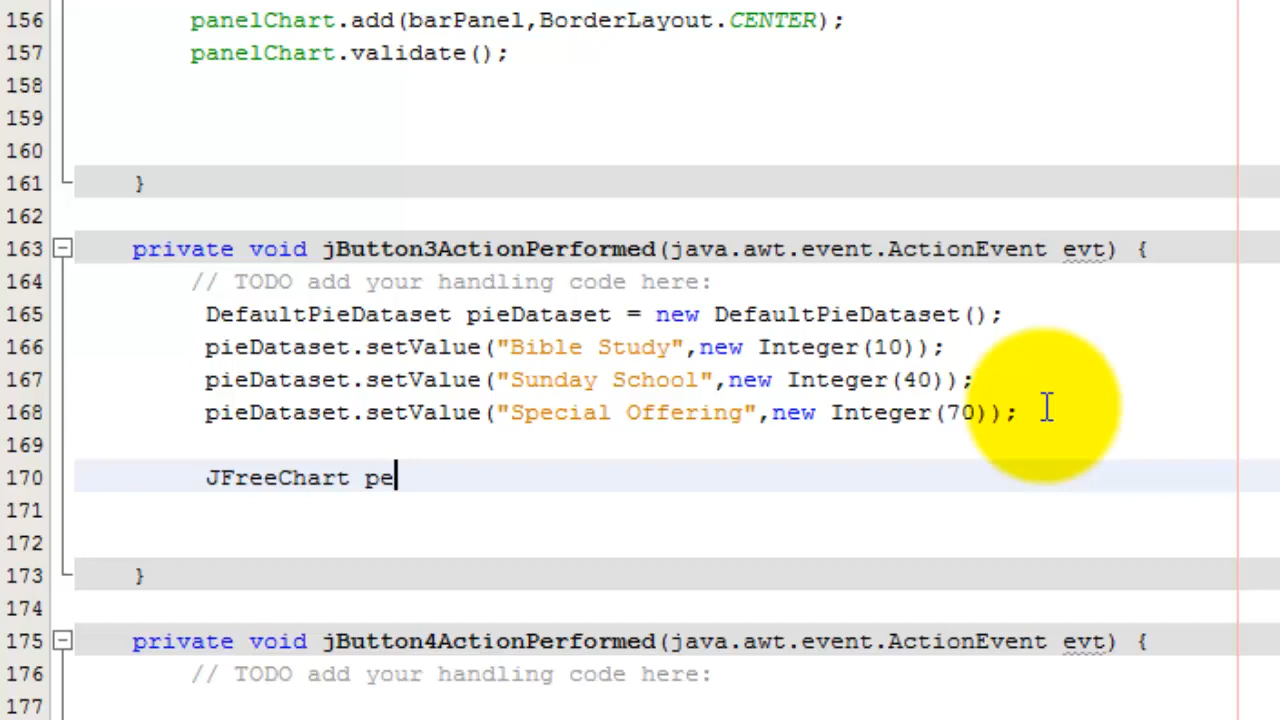 156 panelChart.add(barPanel,BorderLayout.CENTER);
157 panelChart.validate();
158
159
160
161 }
162
163 private void jButton3ActionPerformed(java.awt.event.ActionEvent evt) {
164 // TODO add your handling code here:
165 DefaultPieDataset pieDataset = new DefaultPieDataset();
166 pieDataset.setValue("Bible Study",new Integer(10));
167 pieDataset.setValue("Sunday School",new Integer(40));
168 pieDataset.setValue("Special Offering",new Integer(70));
169
170 JFreeChart pe
171
172
173 }
174
175 private void jButton4ActionPerformed(java.awt.event.ActionEvent evt) {
176 // TODO add your handling code here:
177